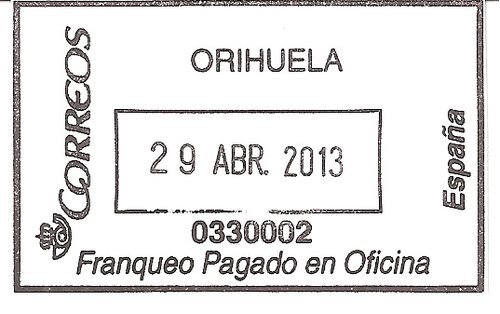 CORREOS
ORIHUELA
29 ABR. 2013
0330002
Franqueo Pagado en Oficina
España